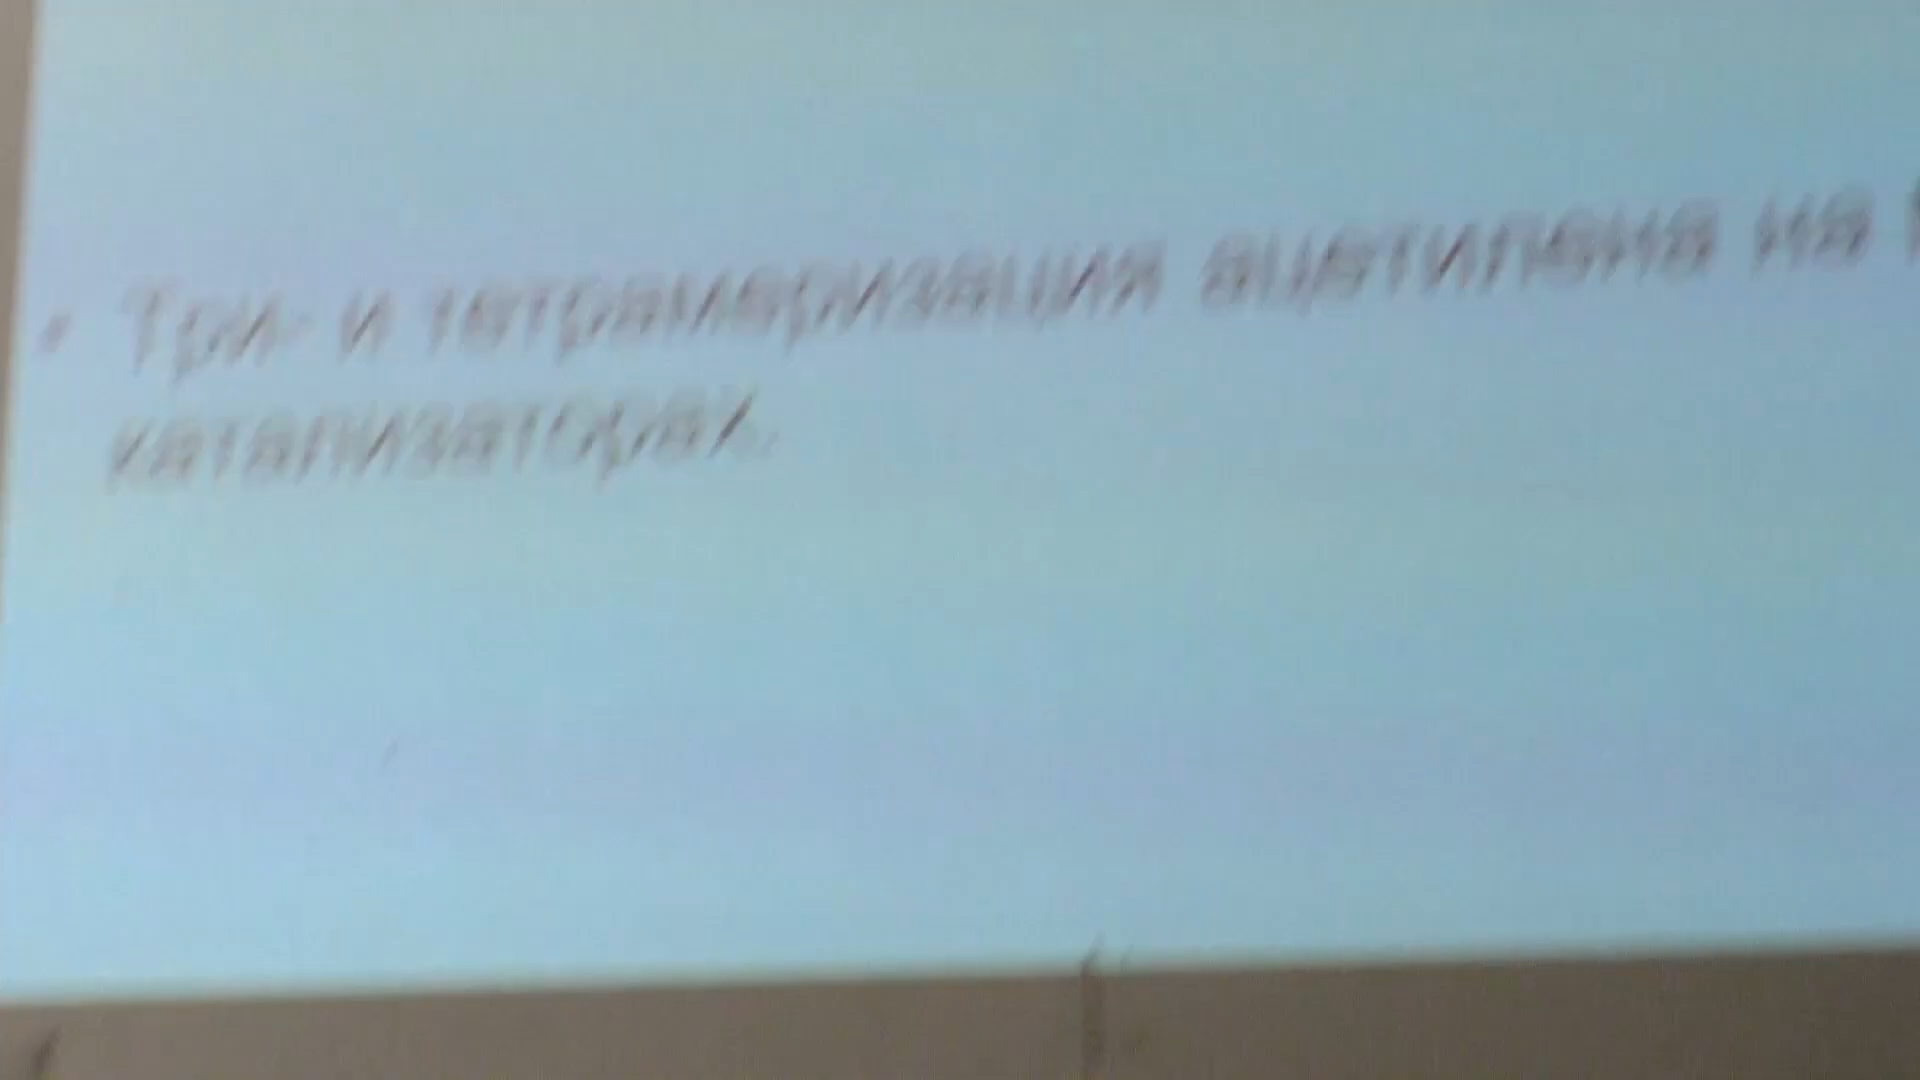 • Три- и тетрамеризация ацетилена на
катализаторах.